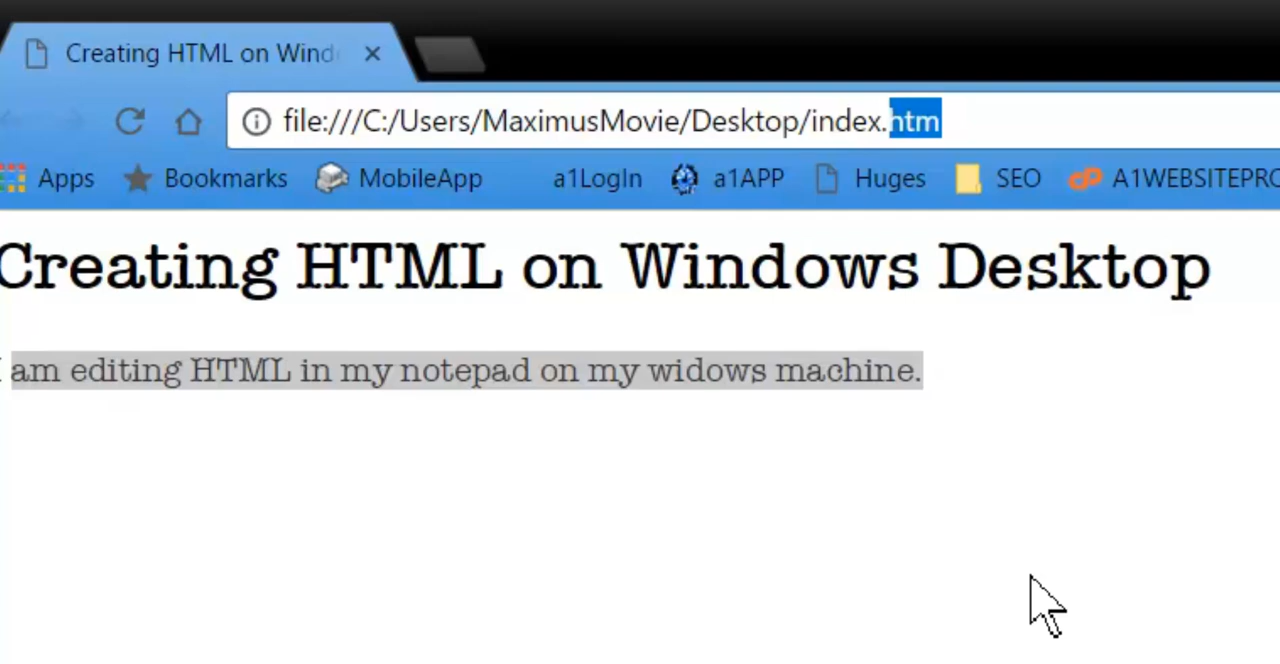 Creating HTML on Wind
file:///C:/Users/MaximusMovie/Desktop/index.htm
Apps Bookmarks MobileApp a1LogIn a1APP Huges SEO A1WEBSITEPRO
Creating HTML on Windows Desktop
I am editing HTML in my notepad on my widows machine.